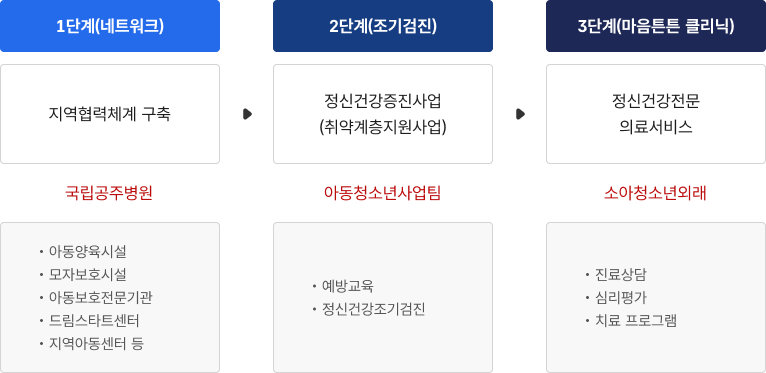 1단계(네트워크)
2단계(조기검진)
3단계(마음튼튼 클리닉)
지역협력체계 구축
정신건강증진사업
(취약계층지원사업)
정신건강전문
의료서비스
국립공주병원
아동청소년사업팀
소아청소년외래
• 아동양육시설
• 모자보호시설
• 아동보호전문기관
• 드림스타트센터
• 지역아동센터 등
• 예방교육
• 정신건강조기검진
• 진료상담
• 심리평가
• 치료 프로그램